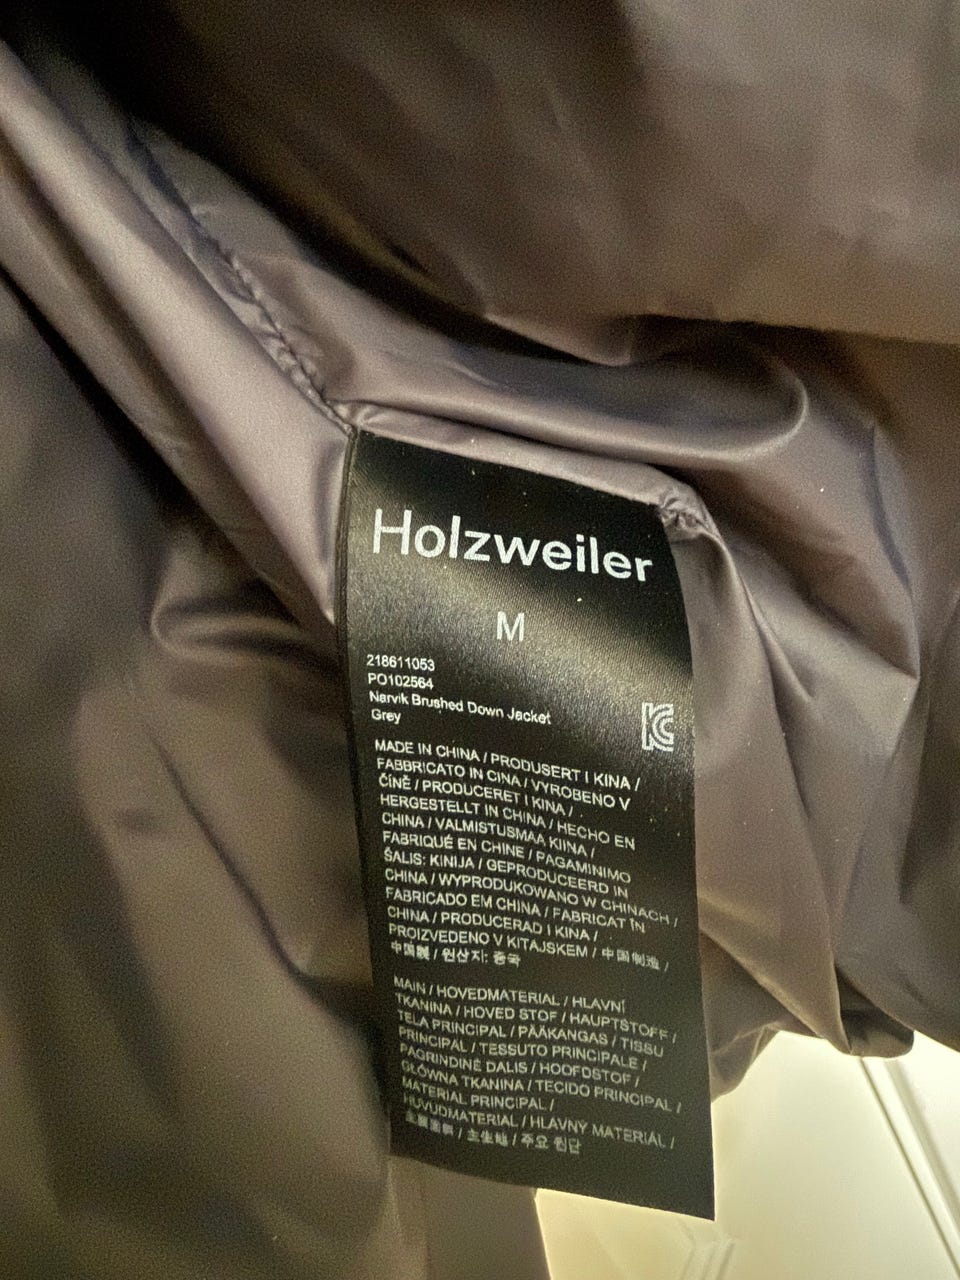 Holzweiler
M
218611053
PO102564
Narvik Brushed Down Jacket
Grey
MADE IN CHINA / PRODUSERT I KINA /
FABBRICATO IN CINA / VYROBENO V
ČÍNĚ / PRODUCERET I KINA /
HERGESTELLT IN CHINA / HECHO EN
CHINA / VALMISTUSMAA KIINA /
FABRIQUÉ EN CHINE / PAGAMINIMO
ŠALIS: KINIJA / GEPRODUCEERD IN
CHINA / WYPRODUKOWANO W CHINACH /
FABRICADO EM CHINA / FABRICAT ÎN
CHINA / PRODUCERAD I KINA /
PROIZVEDENO V KITAJSKEM / 中国制造 /
中國製 / 원산지: 중국
MAIN / HOVEDMATERIAL / HLAVNÍ
TKANINA / HOVED STOF / HAUPTSTOFF /
TELA PRINCIPAL / PÄÄKANGAS / TISSU
PRINCIPAL / TESSUTO PRINCIPALE /
PAGRINDINĖ DALIS / HOOFDSTOF /
GŁÓWNA TKANINA / TECIDO PRINCIPAL /
MATERIAL PRINCIPAL /
HUVUDMATERIAL / HLAVNÝ MATERIÁL /
/ 주요 원단